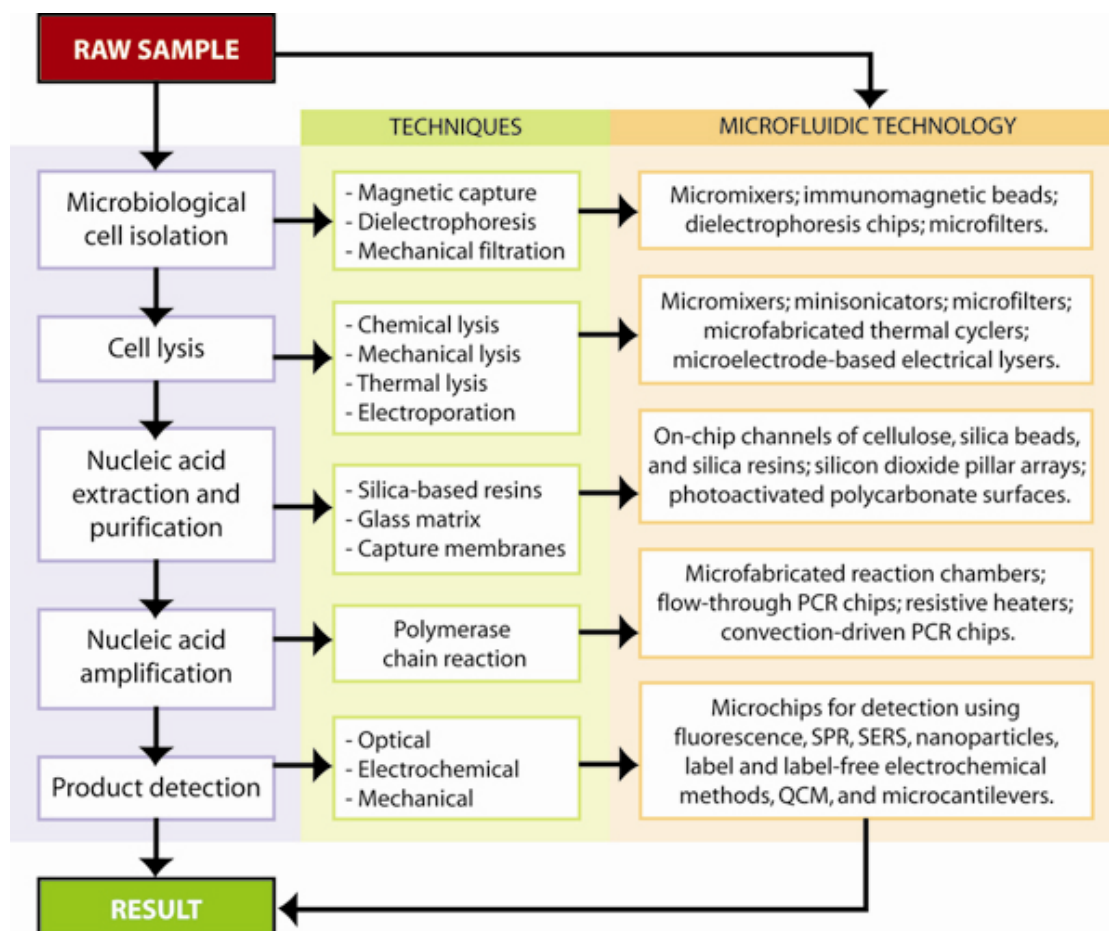 RAW SAMPLE
TECHNIQUES
MICROFLUIDIC TECHNOLOGY
Microbiological
cell isolation
- Magnetic capture
- Dielectrophoresis
- Mechanical filtration
Micromixers; immunomagnetic beads;
dielectrophoresis chips; microfilters.
Cell lysis
- Chemical lysis
- Mechanical lysis
- Thermal lysis
- Electroporation
Micromixers; minisonicators; microfilters;
microfabricated thermal cyclers;
microelectrode-based electrical lysers.
Nucleic acid
extraction and
purification
- Silica-based resins
- Glass matrix
- Capture membranes
On-chip channels of cellulose, silica beads,
and silica resins; silicon dioxide pillar arrays;
photoactivated polycarbonate surfaces.
Nucleic acid
amplification
Polymerase
chain reaction
Microfabricated reaction chambers;
flow-through PCR chips; resistive heaters;
convection-driven PCR chips.
Product detection
- Optical
- Electrochemical
- Mechanical
Microchips for detection using
fluorescence, SPR, SERS, nanoparticles,
label and label-free electrochemical
methods, QCM, and microcantilevers.
RESULT